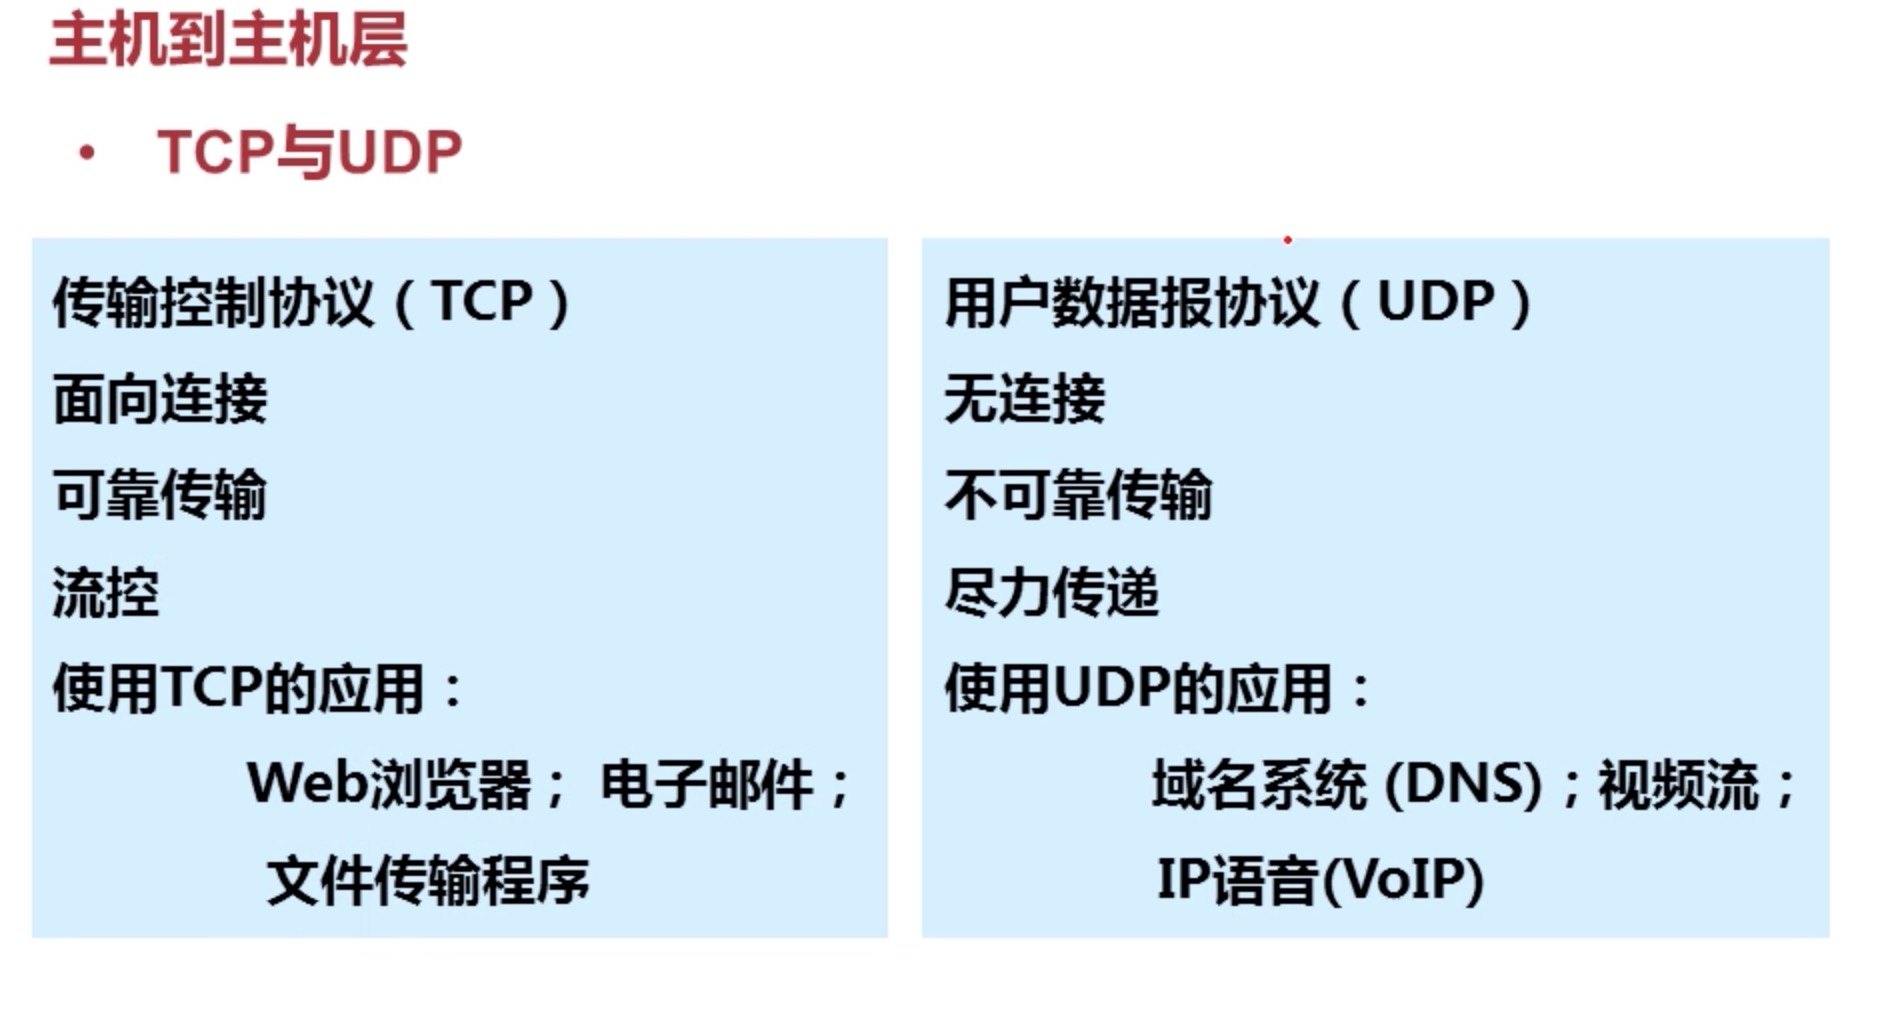 主机到主机层
• TCP与UDP
传输控制协议（TCP）
面向连接
可靠传输
流控
使用TCP的应用：
Web浏览器； 电子邮件；
文件传输程序
用户数据报协议（UDP）
无连接
不可靠传输
尽力传递
使用UDP的应用：
域名系统 (DNS)；视频流；
IP语音(VoIP)